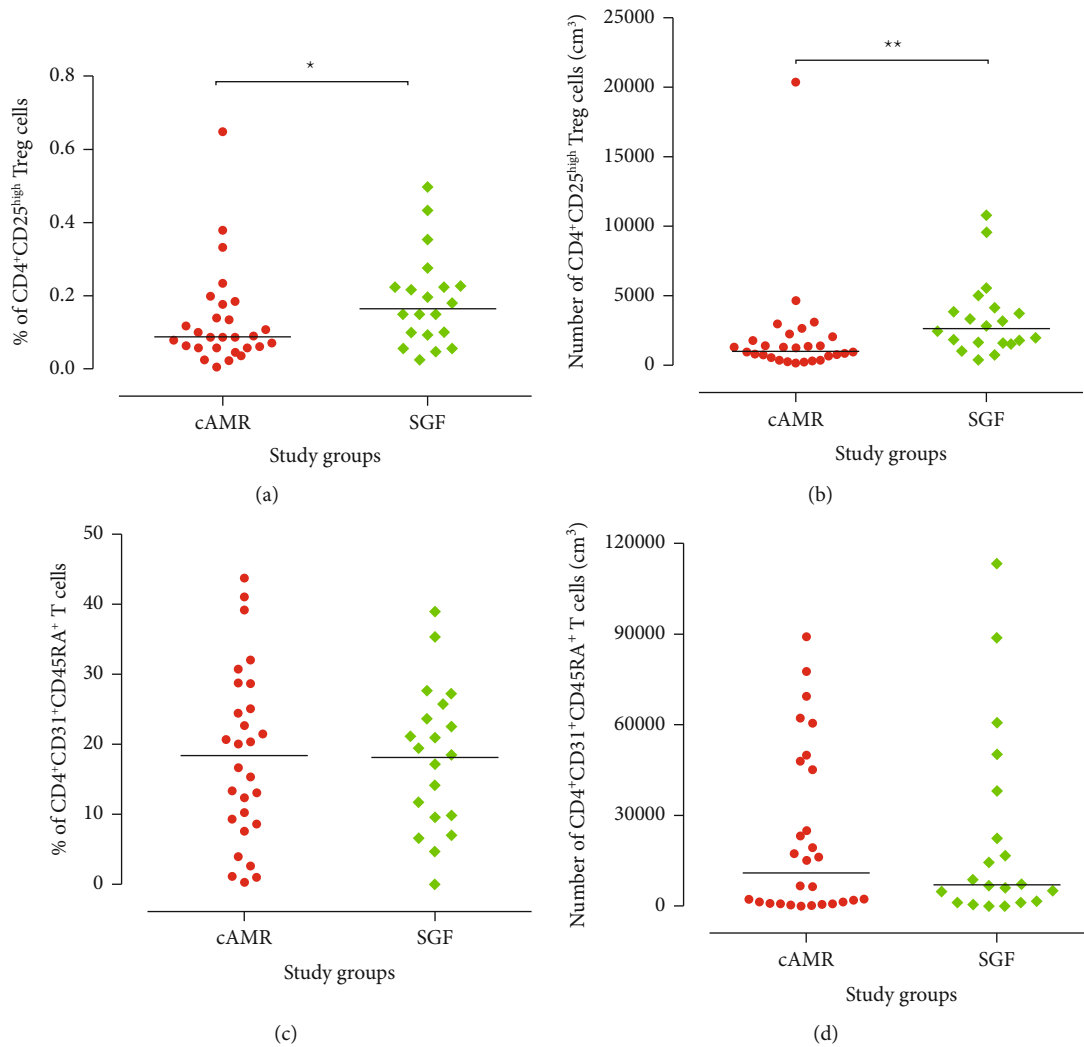 % of CD4⁺CD25ʰⁱᵍʰ Treg cells
0.8
0.6
0.4
0.2
0.0
*
cAMR
SGF
Study groups
(a)
Number of CD4⁺CD25ʰⁱᵍʰ Treg cells (cm³)
25000
20000
15000
10000
5000
0
**
cAMR
SGF
Study groups
(b)
% of CD4⁺CD31⁺CD45RA⁺ T cells
50
40
30
20
10
0
cAMR
SGF
Study groups
(c)
Number of CD4⁺CD31⁺CD45RA⁺ T cells (cm³)
120000
90000
60000
30000
0
cAMR
SGF
Study groups
(d)